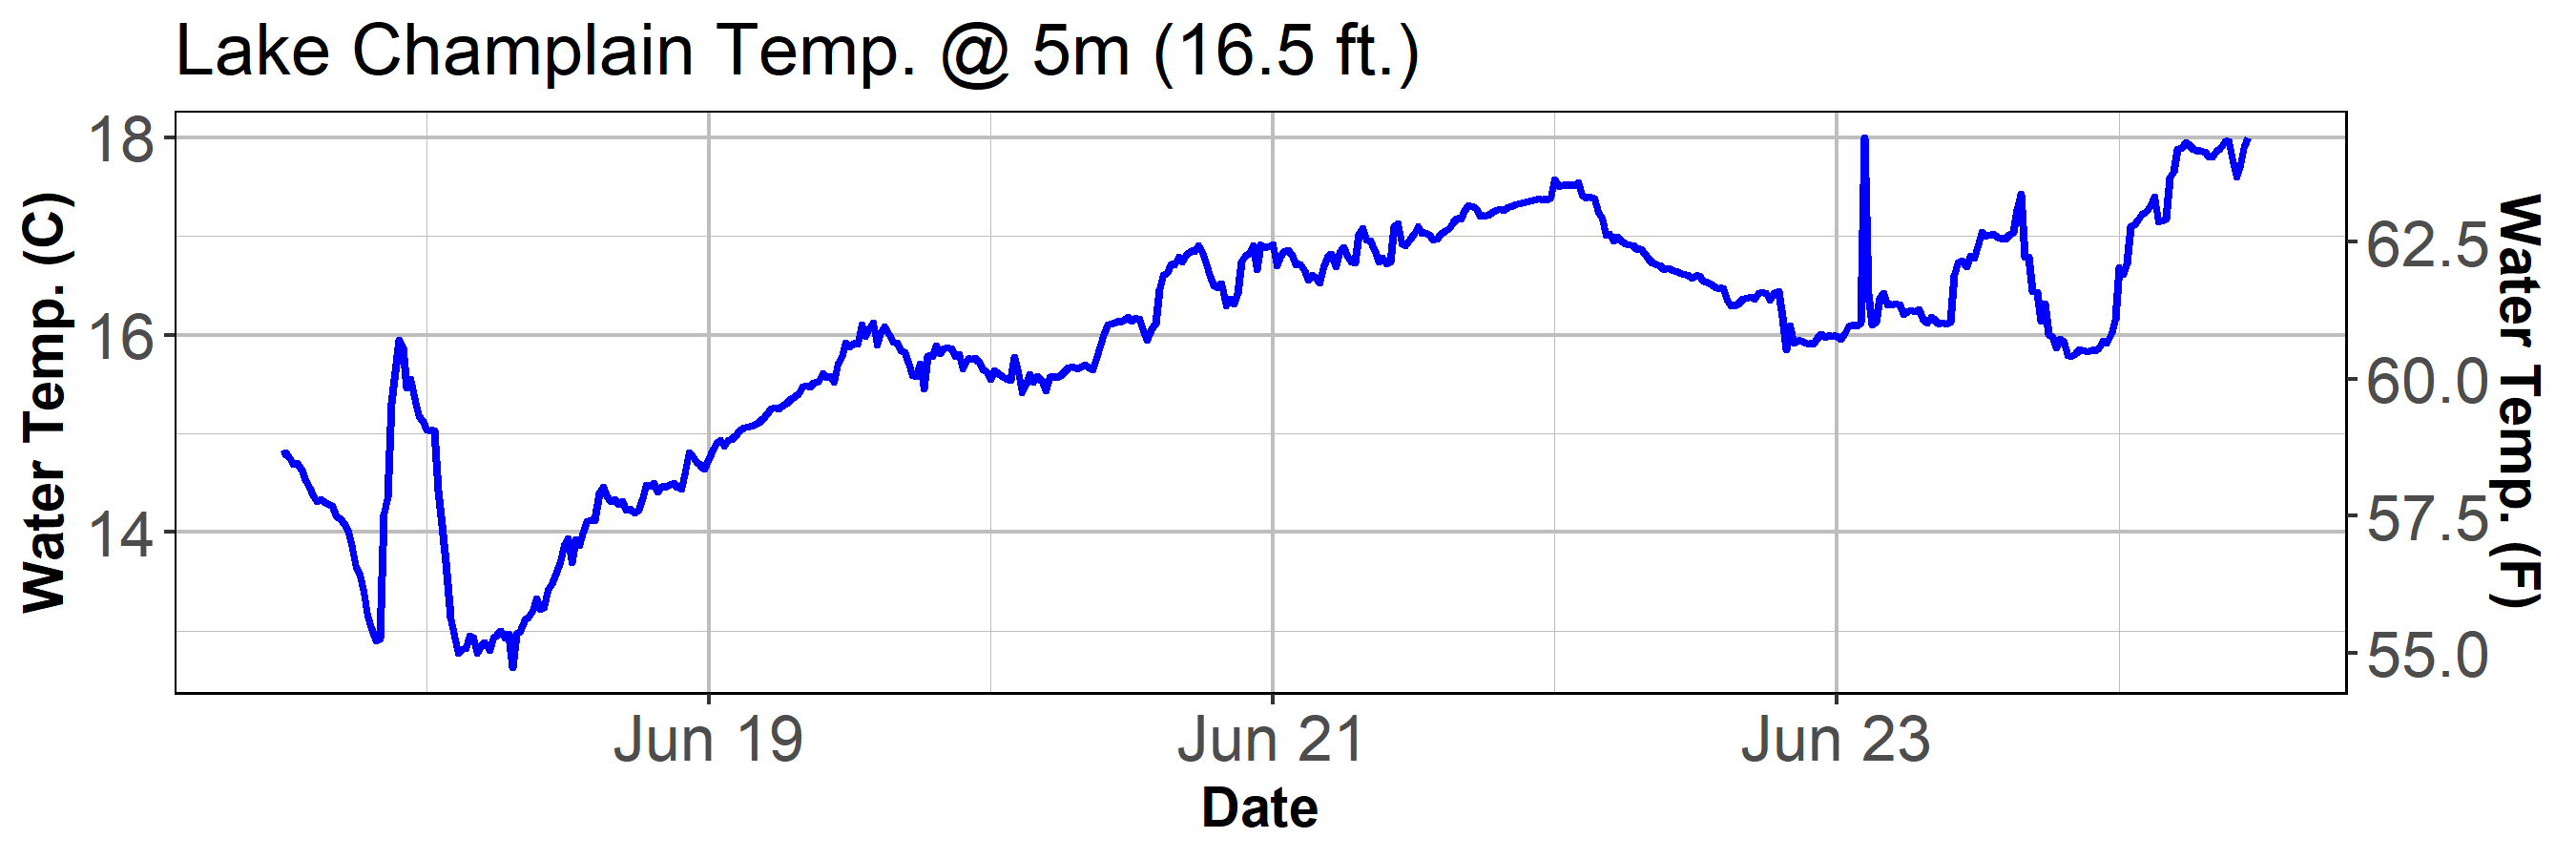 Lake Champlain Temp. @ 5m (16.5 ft.)
Water Temp. (C)
18
16
14
62.5
60.0
57.5
55.0
Water Temp. (F)
Jun 19
Jun 21
Jun 23
Date